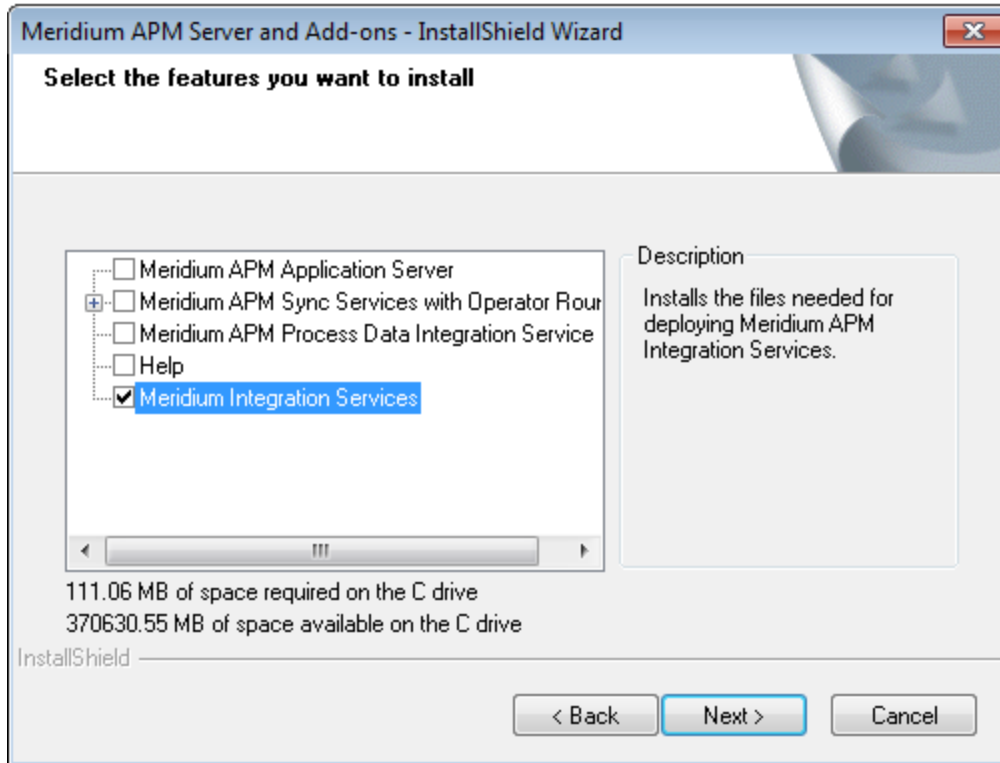 Meridium APM Server and Add-ons - InstallShield Wizard
Select the features you want to install
Meridium APM Application Server
Meridium APM Sync Services with Operator Rour
Meridium APM Process Data Integration Service
Help
Meridium Integration Services
Description
Installs the files needed for
deploying Meridium APM
Integration Services.
111.06 MB of space required on the C drive
370630.55 MB of space available on the C drive
InstallShield
< Back
Next >
Cancel